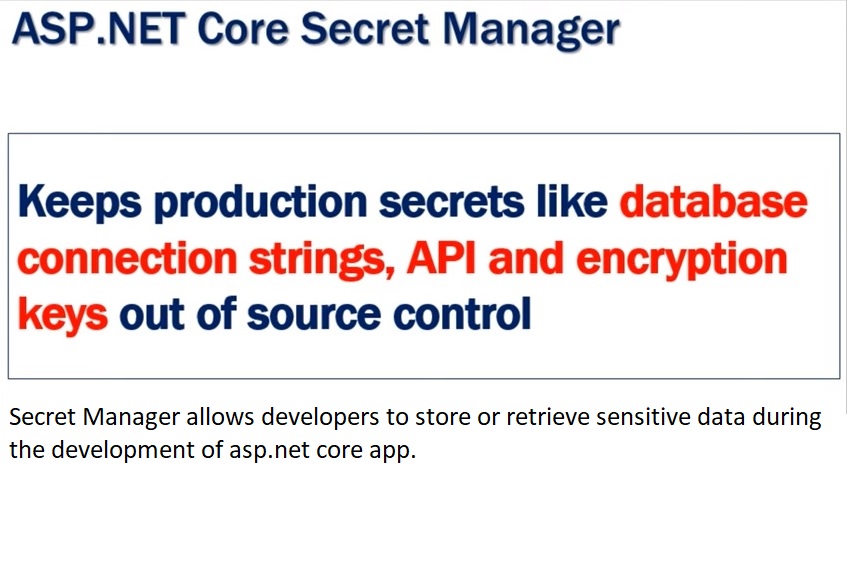 ASP.NET Core Secret Manager
Keeps production secrets like database
connection strings, API and encryption
keys out of source control
Secret Manager allows developers to store or retrieve sensitive data during
the development of asp.net core app.